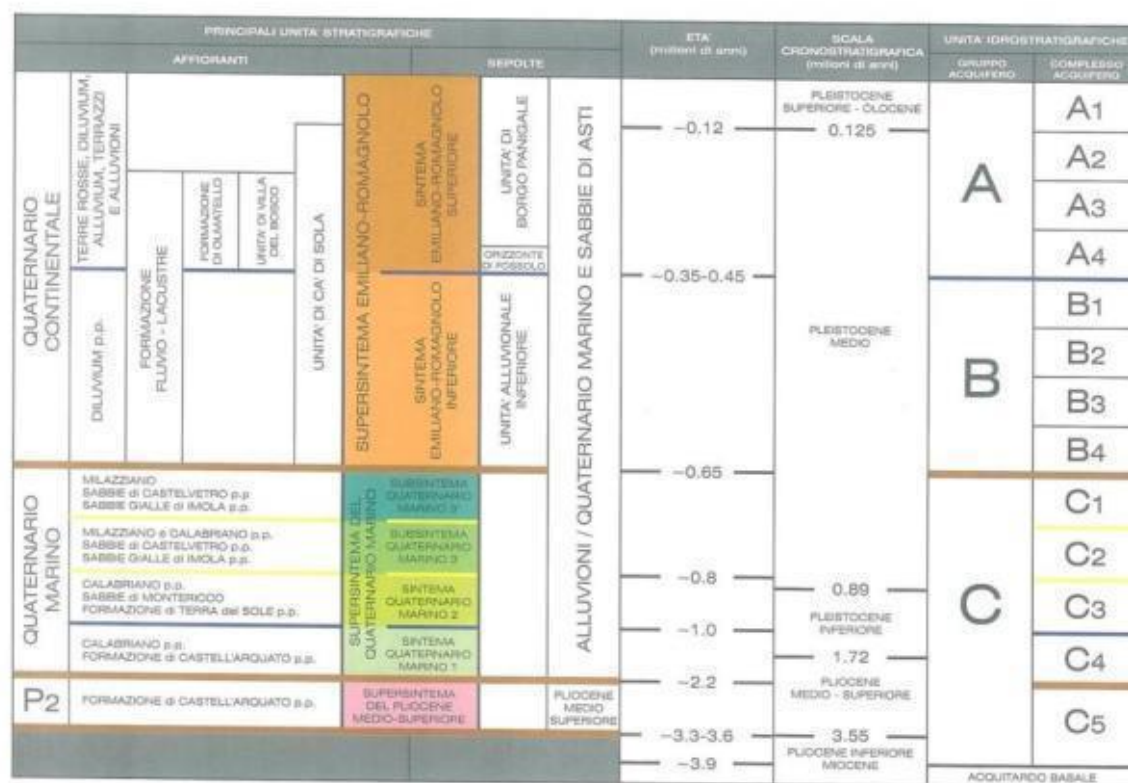 PRINCIPALI UNITA' STRATIGRAFICHE
AFFIORANTI
SEPOLTE
ETA'
(milioni di anni)
SCALA
CRONOSTRATIGRAFICA
(milioni di anni)
UNITA' IDROSTRATIGRAFICHE
GRUPPO
ACQUIFERO
COMPLESSO
ACQUIFERO
QUATERNARIO
CONTINENTALE
TERRE ROSSE, DILUVIUM,
ALLUVIUM, TERRAZZI
E ALLUVIONI
DILUVIUM p.p.
FORMAZIONE
FLUVIO - LACUSTRE
FORMAZIONE
DI OLMATELLO
UNITA' DI VILLA
DEL BOSCO
UNITA' DI CA' DI SOLA
SUPERSINTEMA EMILIANO-ROMAGNOLO
SINTEMA
EMILIANO-ROMAGNOLO
SUPERIORE
SINTEMA
EMILIANO-ROMAGNOLO
INFERIORE
UNITA' DI
BORGO PANIGALE
ORIZZONTE
DI FOSSOLO
UNITA' ALLUVIONALE
INFERIORE
ALLUVIONI / QUATERNARIO MARINO E SABBIE DI ASTI
QUATERNARIO
MARINO
MILAZZIANO
SABBIE di CASTELVETRO p.p
SABBIE GIALLE di IMOLA p.p.
MILAZZIANO e CALABRIANO p.p.
SABBIE di CASTELVETRO p.p.
SABBIE GIALLE di IMOLA p.p.
CALABRIANO p.p.
SABBIE di MONTERICCO
FORMAZIONE di TERRA del SOLE p.p.
CALABRIANO p.p.
FORMAZIONE di CASTELL'ARQUATO p.p.
SUPERSINTEMA DEL
QUATERNARIO MARINO
SUBSINTEMA
QUATERNARIO
MARINO
SUBSINTEMA
QUATERNARIO
MARINO
SINTEMA
QUATERNARIO
MARINO 2
SINTEMA
QUATERNARIO
MARINO 1
P2
FORMAZIONE di CASTELL'ARQUATO p.p.
SUPERSINTEMA
DEL PLIOCENE
MEDIO-SUPERIORE
PLIOCENE
MEDIO
SUPERIORE
-0.12
-0.35-0.45
-0.65
-0.8
-1.0
-2.2
-3.3-3.6
-3.9
PLEISTOCENE
SUPERIORE - OLOCENE
0.125
PLEISTOCENE
MEDIO
0.89
PLEISTOCENE
INFERIORE
1.72
PLIOCENE
MEDIO - SUPERIORE
3.55
PLIOCENE INFERIORE
MIOCENE
A
A1
A2
A3
A4
B
B1
B2
B3
B4
C
C1
C2
C3
C4
C5
ACQUITARDO BASALE